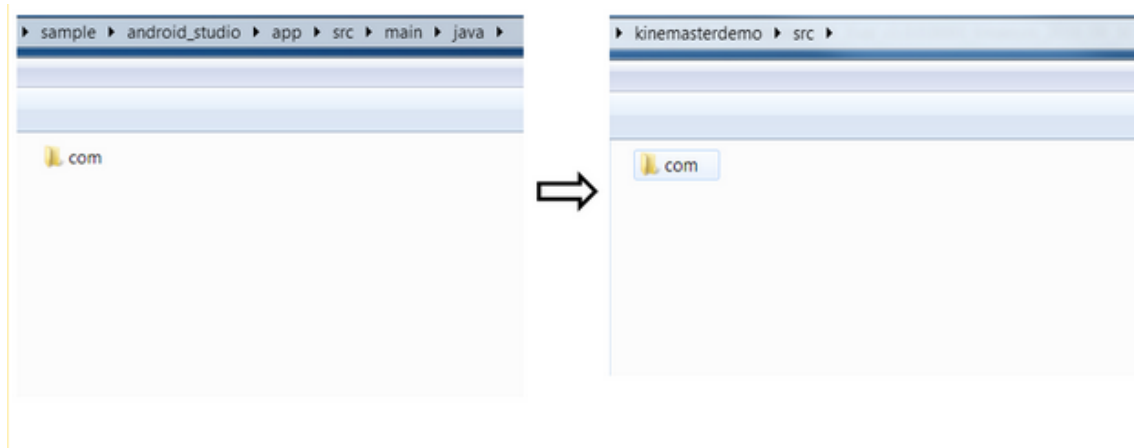 sample android_studio app src main java
kinemasterdemo src
com
com